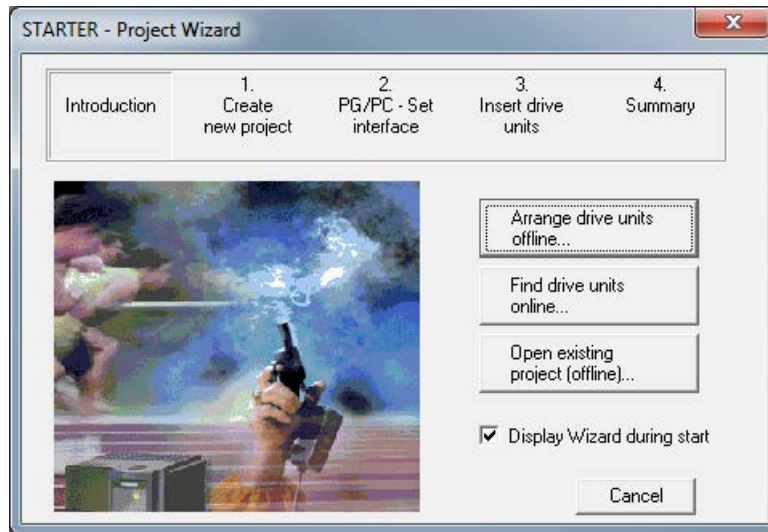 STARTER - Project Wizard
Introduction
1.
Create
new project
2.
PG/PC - Set
interface
3.
Insert drive
units
4.
Summary
Arrange drive units
offline...
Find drive units
online...
Open existing
project (offline)...
Display Wizard during start
Cancel